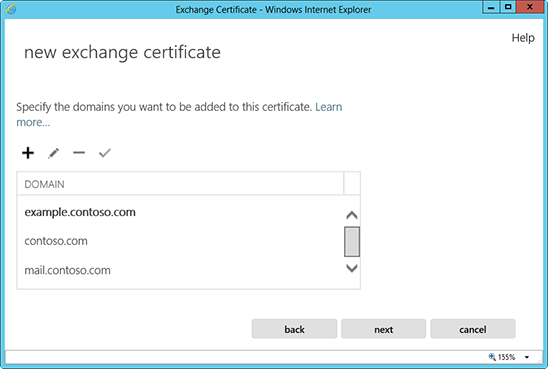 Exchange Certificate - Windows Internet Explorer
Help
new exchange certificate
Specify the domains you want to be added to this certificate. Learn
more...
DOMAIN
example.contoso.com
contoso.com
mail.contoso.com
back next cancel
155%